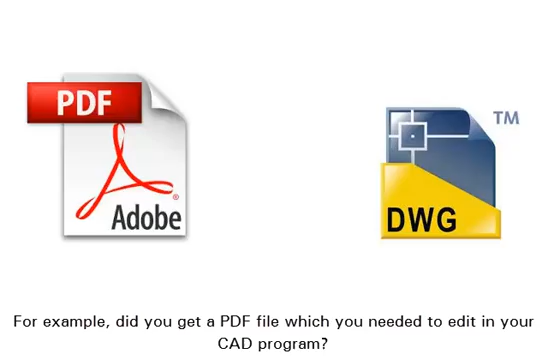 PDF
Adobe
®
TM
DWG
For example, did you get a PDF file which you needed to edit in your
CAD program?